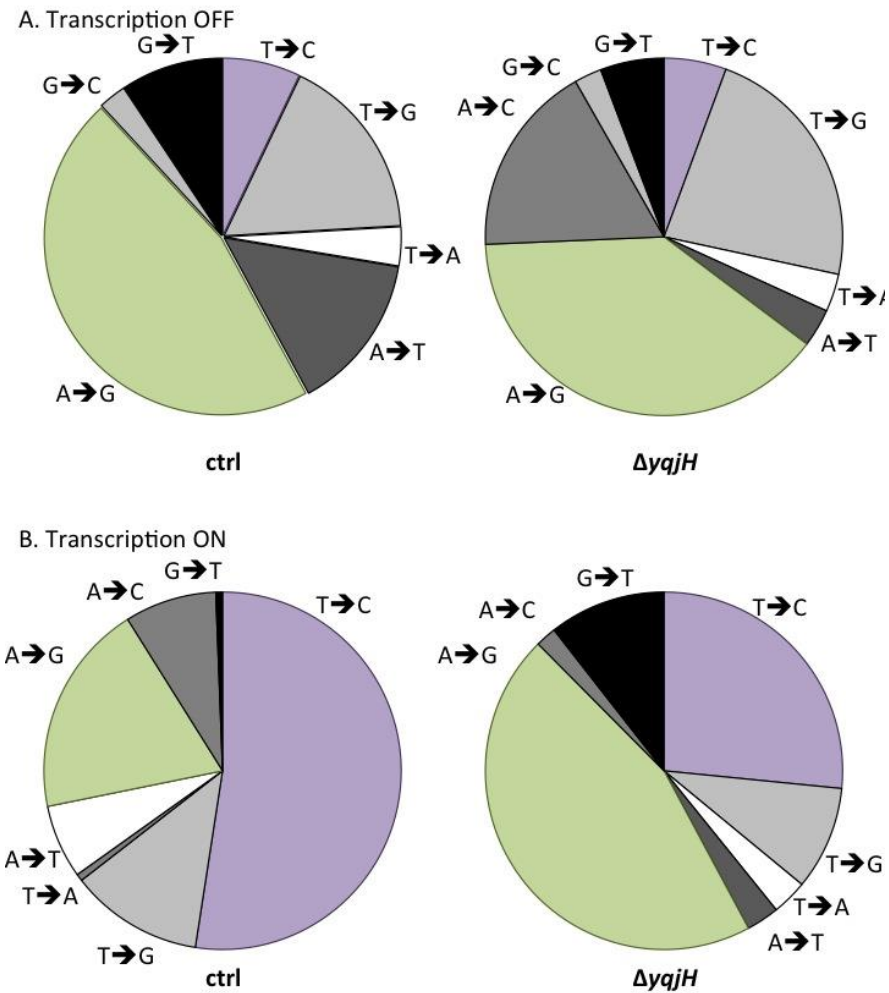 A. Transcription OFF
G➔T
T➔C
G➔C
T➔G
T➔A
A➔T
A➔G
ctrl
G➔T
T➔C
G➔C
A➔C
T➔G
T➔A
A➔T
A➔G
ΔyqjH
B. Transcription ON
G➔T
A➔C
T➔C
A➔G
A➔T
T➔A
T➔G
ctrl
G➔T
A➔C
T➔C
A➔G
T➔G
T➔A
A➔T
ΔyqjH